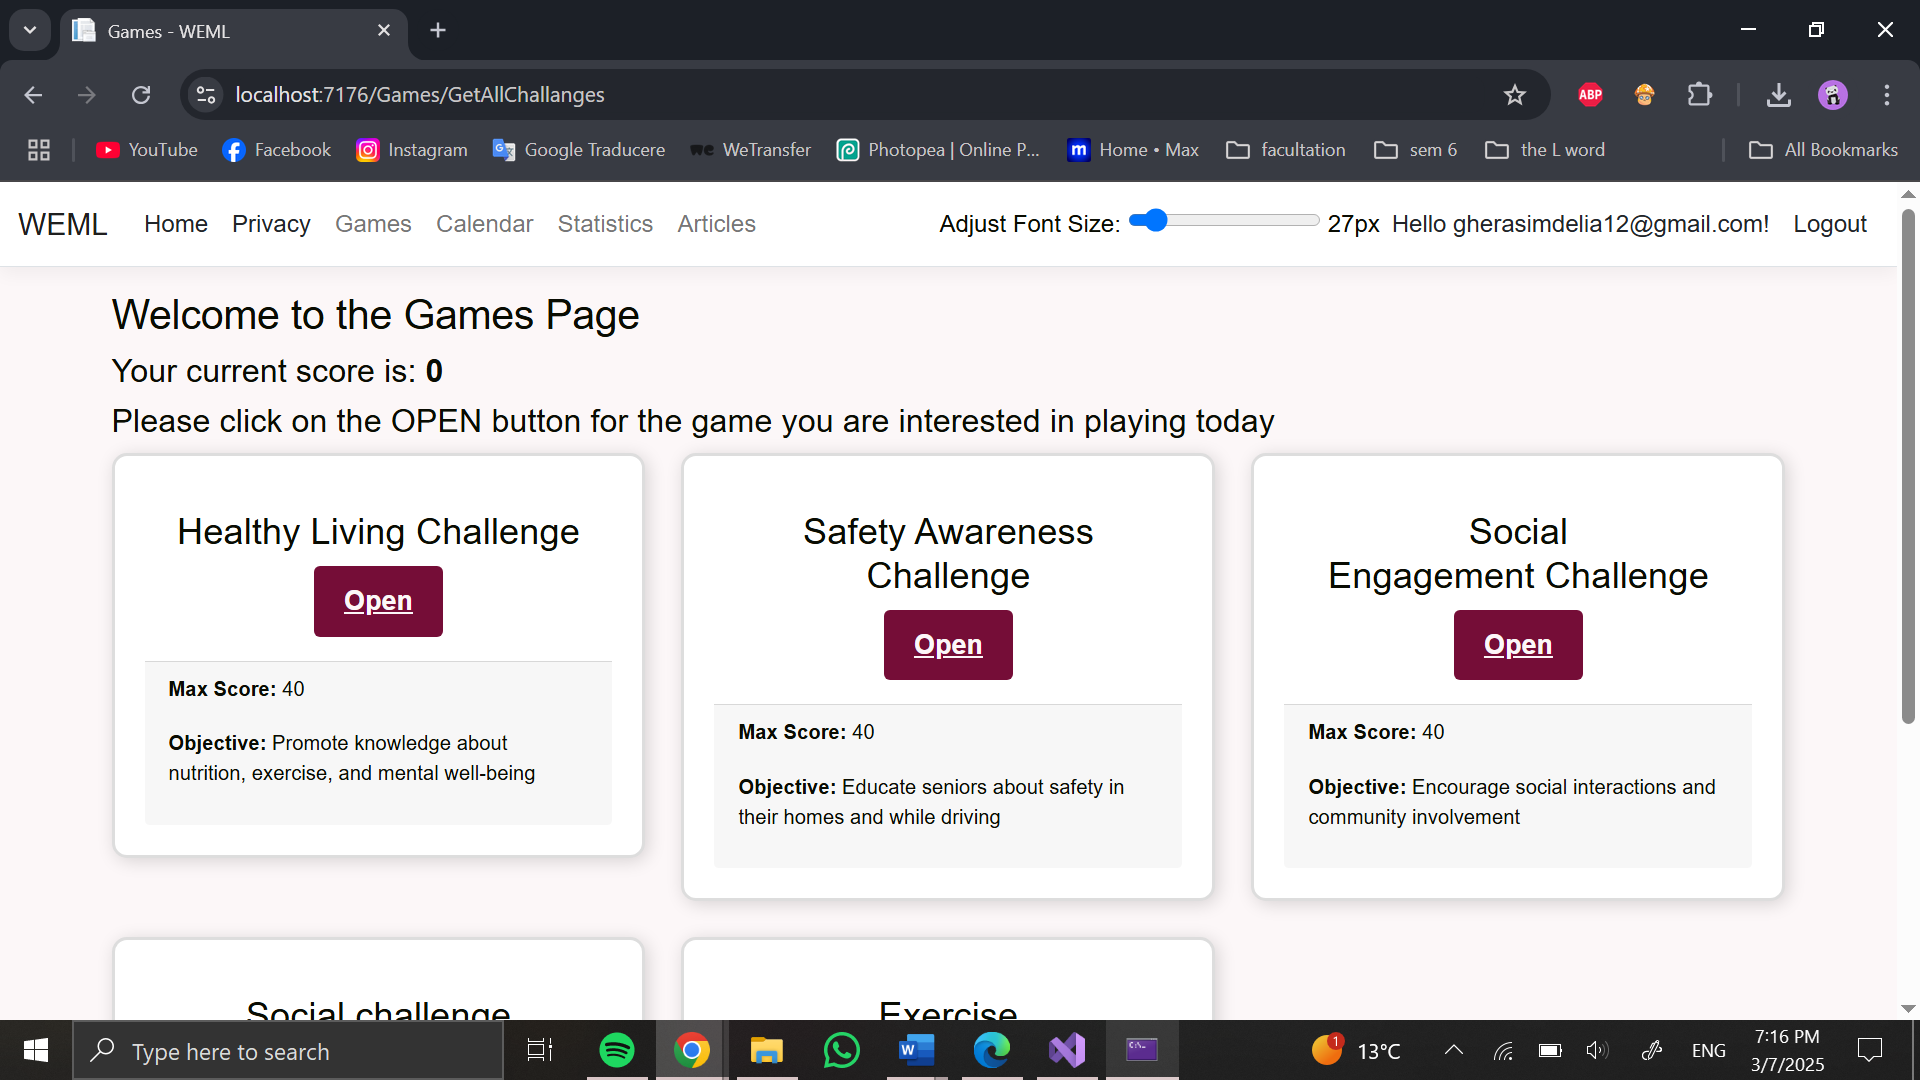 Games - WEML
localhost:7176/Games/GetAllChallanges
ABP
YouTube
Facebook
Instagram
Google Traducere
we WeTransfer
Photopea | Online P...
m Home • Max
facultation
sem 6
the L word
All Bookmarks
WEML Home Privacy Games Calendar Statistics Articles
Adjust Font Size: 27px Hello gherasimdelia12@gmail.com! Logout
Welcome to the Games Page
Your current score is: 0
Please click on the OPEN button for the game you are interested in playing today
Healthy Living Challenge
Open
Max Score: 40
Objective: Promote knowledge about
nutrition, exercise, and mental well-being
Safety Awareness
Challenge
Open
Max Score: 40
Objective: Educate seniors about safety in
their homes and while driving
Social
Engagement Challenge
Open
Max Score: 40
Objective: Encourage social interactions and
community involvement
Social challenge
Exercise
Type here to search
1
13°C
ENG
7:16 PM
3/7/2025